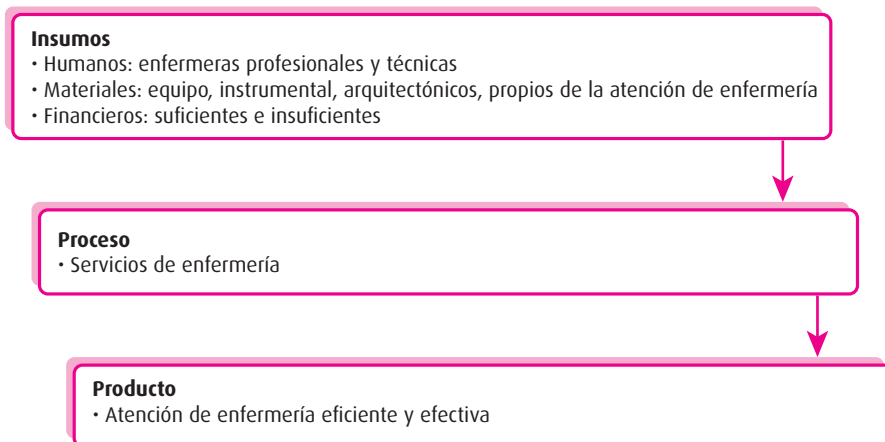 Insumos
• Humanos: enfermeras profesionales y técnicas
• Materiales: equipo, instrumental, arquitectónicos, propios de la atención de enfermería
• Financieros: suficientes e insuficientes
Proceso
• Servicios de enfermería
Producto
• Atención de enfermería eficiente y efectiva